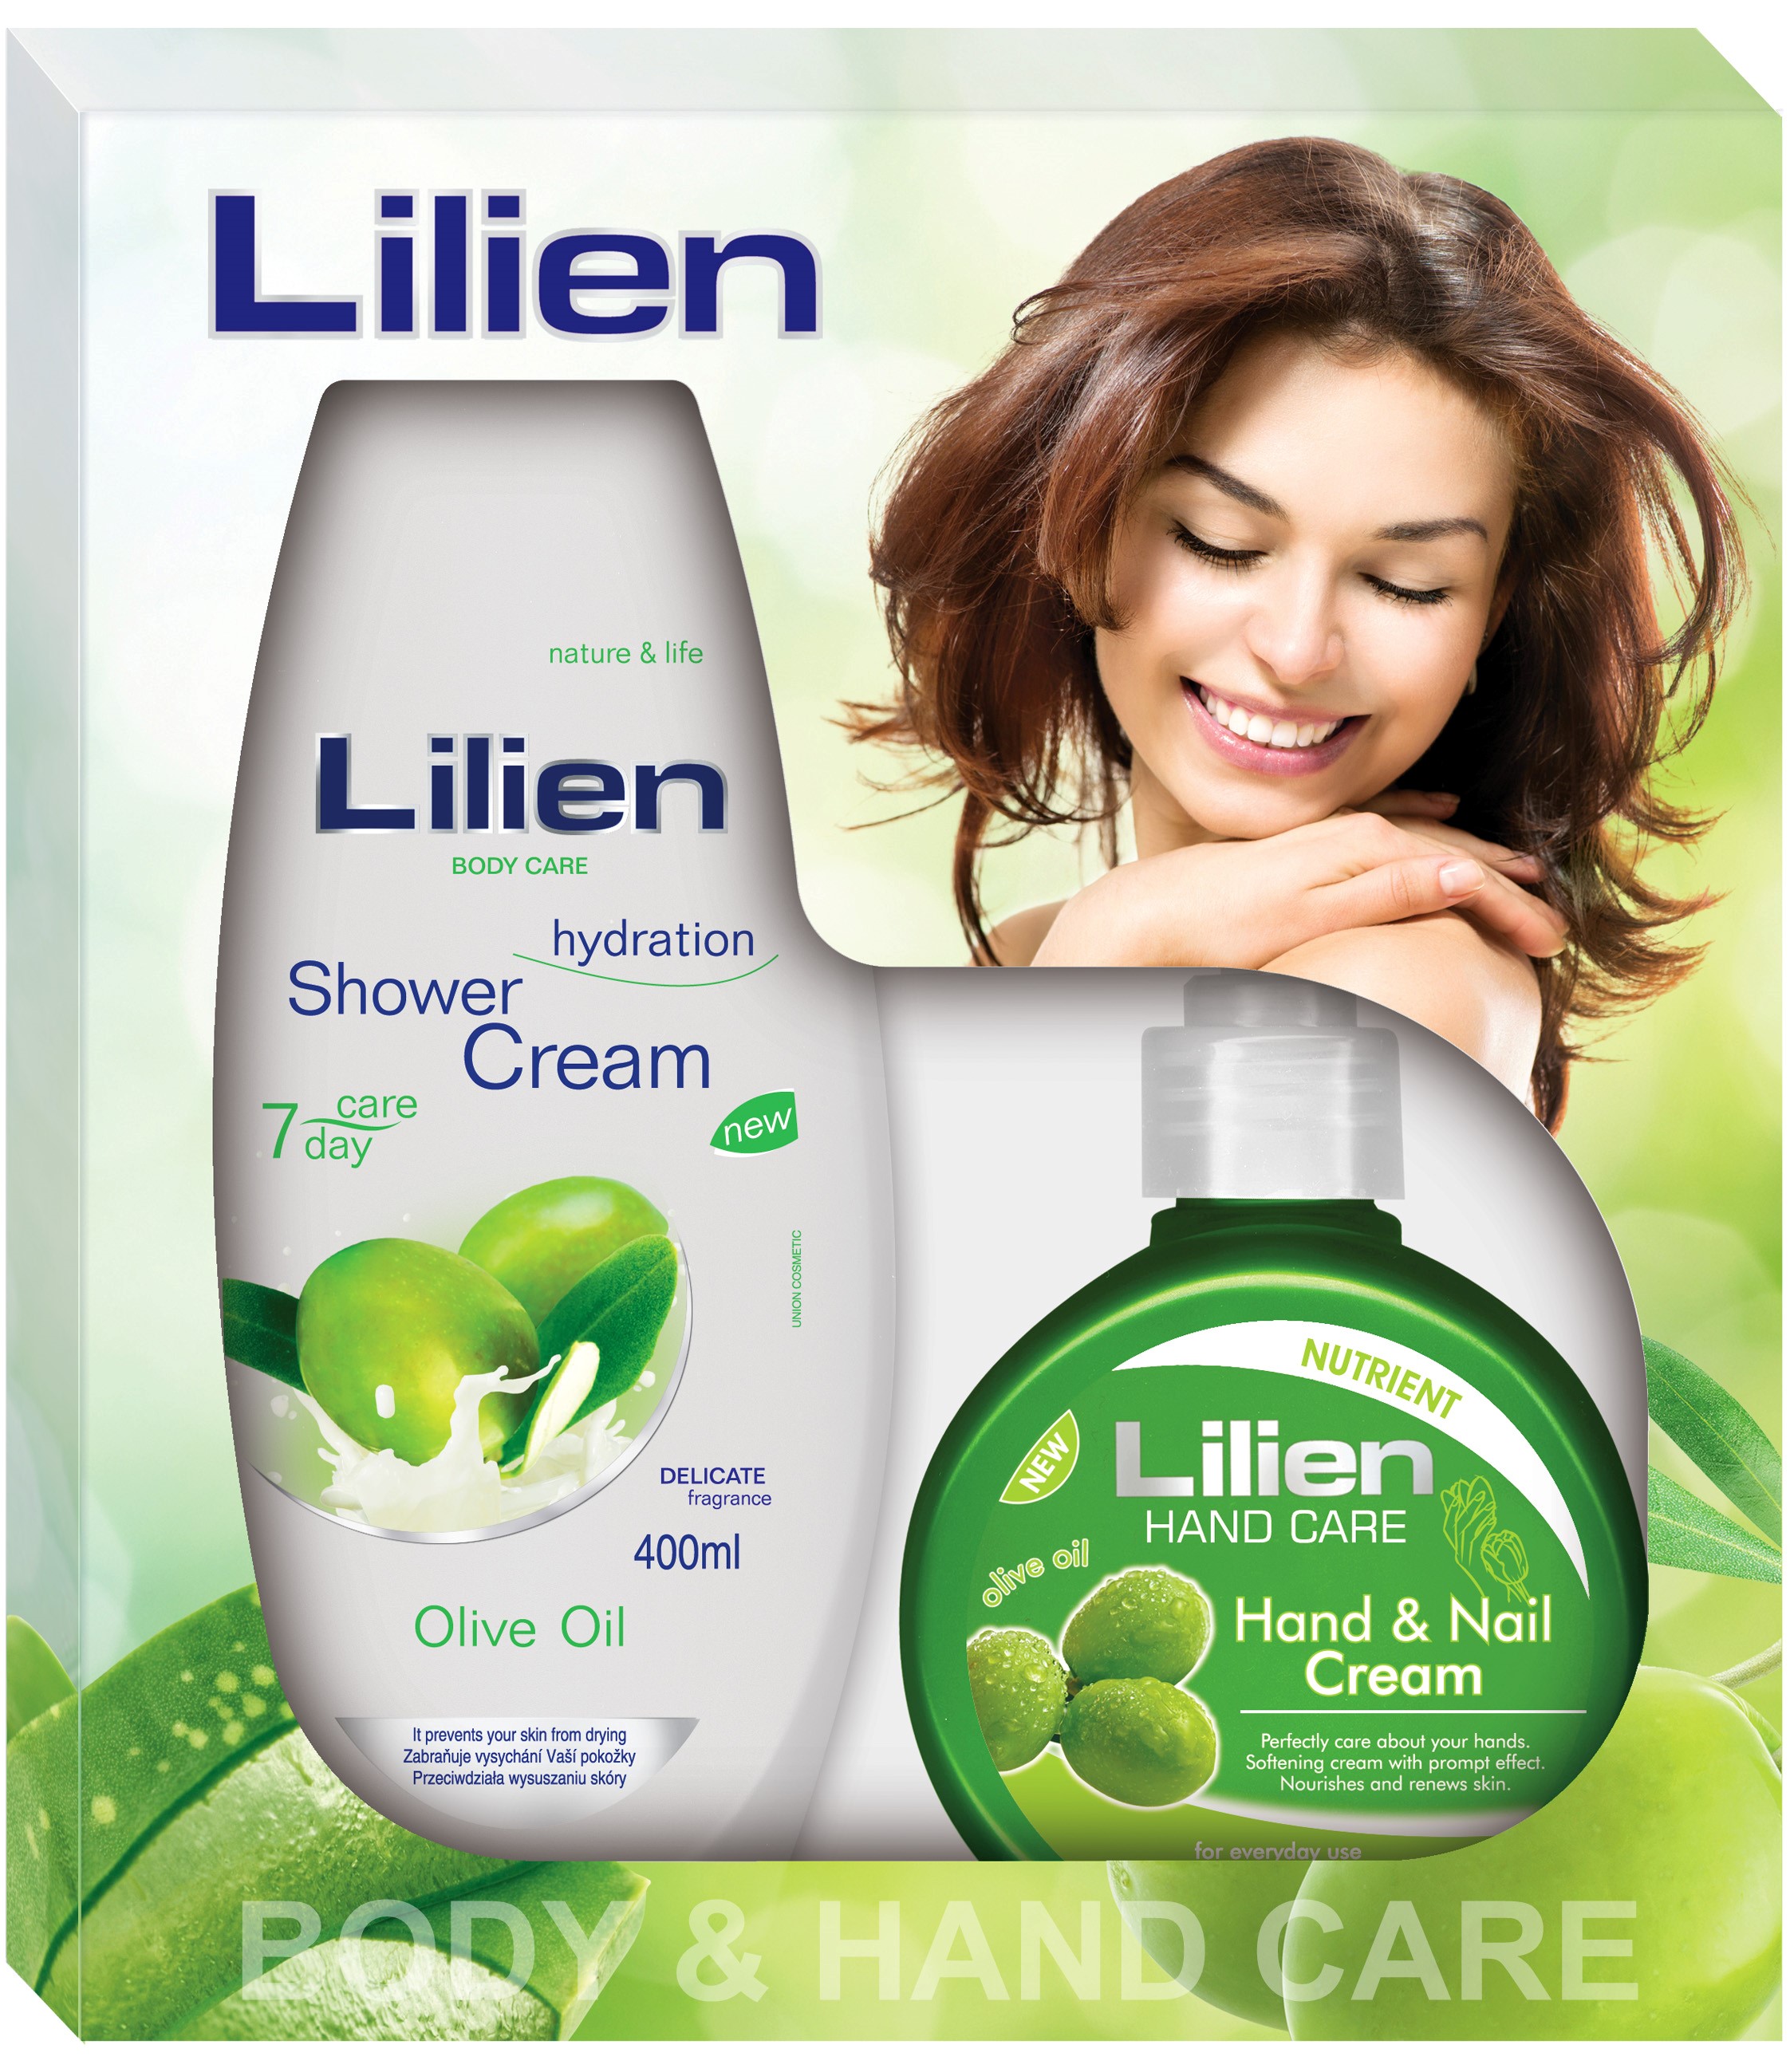 Lilien
nature & life
Lilien
BODY CARE
hydration
Shower
Cream
7 day care
new
UNION COSMETIC
DELICATE
fragrance
400ml
Olive Oil
It prevents your skin from drying
Zabraňuje vysychání Vaší pokožky
Przeciwdziała wysuszaniu skóry
NUTRIENT
NEW
Lilien
HAND CARE
olive oil
Hand & Nail
Cream
Perfectly care about your hands.
Softening cream with prompt effect.
Nourishes and renews skin.
for everyday use
BODY & HAND CARE